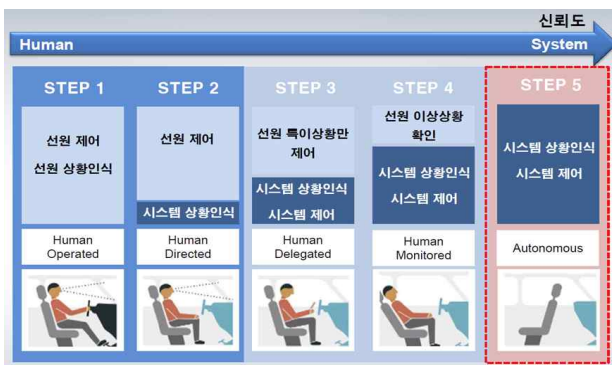 신뢰도
Human
System
STEP 1
STEP 2
STEP 3
STEP 4
STEP 5
선원 제어
선원 상황인식
선원 제어
시스템 상황인식
선원 특이상황만
제어
시스템 상황인식
시스템 제어
선원 이상상황
확인
시스템 상황인식
시스템 제어
시스템 상황인식
시스템 제어
Human
Operated
Human
Directed
Human
Delegated
Human
Monitored
Autonomous